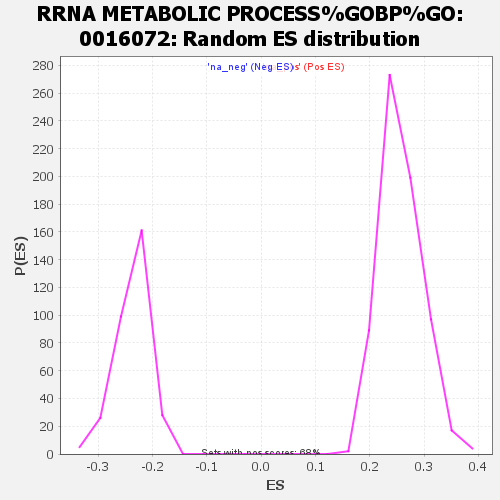 RRNA METABOLIC PROCESS%GOBP%GO:
0016072: Random ES distribution
'na_neg' (Neg ES)s' (Pos ES)
280
260
240
220
200
180
160
140
120
100
80
60
40
20
0
P(ES)
Sets with pos scores: 68%
-0.3 -0.2 -0.1 0.0 0.1 0.2 0.3 0.4
ES